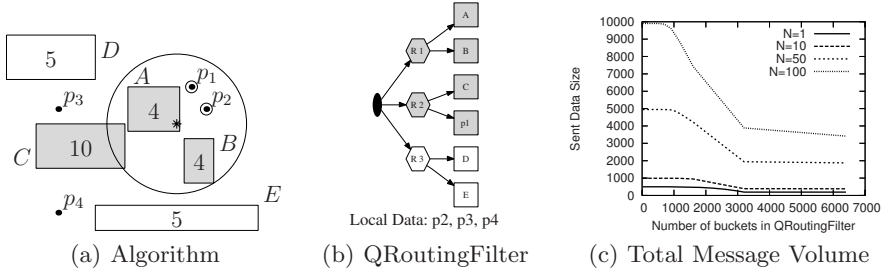 5
D
A
4
p1
p2
p3
C
10
4
B
p4
E
5
(a) Algorithm
R 1
R 2
R 3
A
B
C
p1
D
E
Local Data: p2, p3, p4
(b) QRoutingFilter
Sent Data Size
10000
9000
8000
7000
6000
5000
4000
3000
2000
1000
0
N=1
N=10
N=50
N=100
0 1000 2000 3000 4000 5000 6000 7000
Number of buckets in QRoutingFilter
(c) Total Message Volume